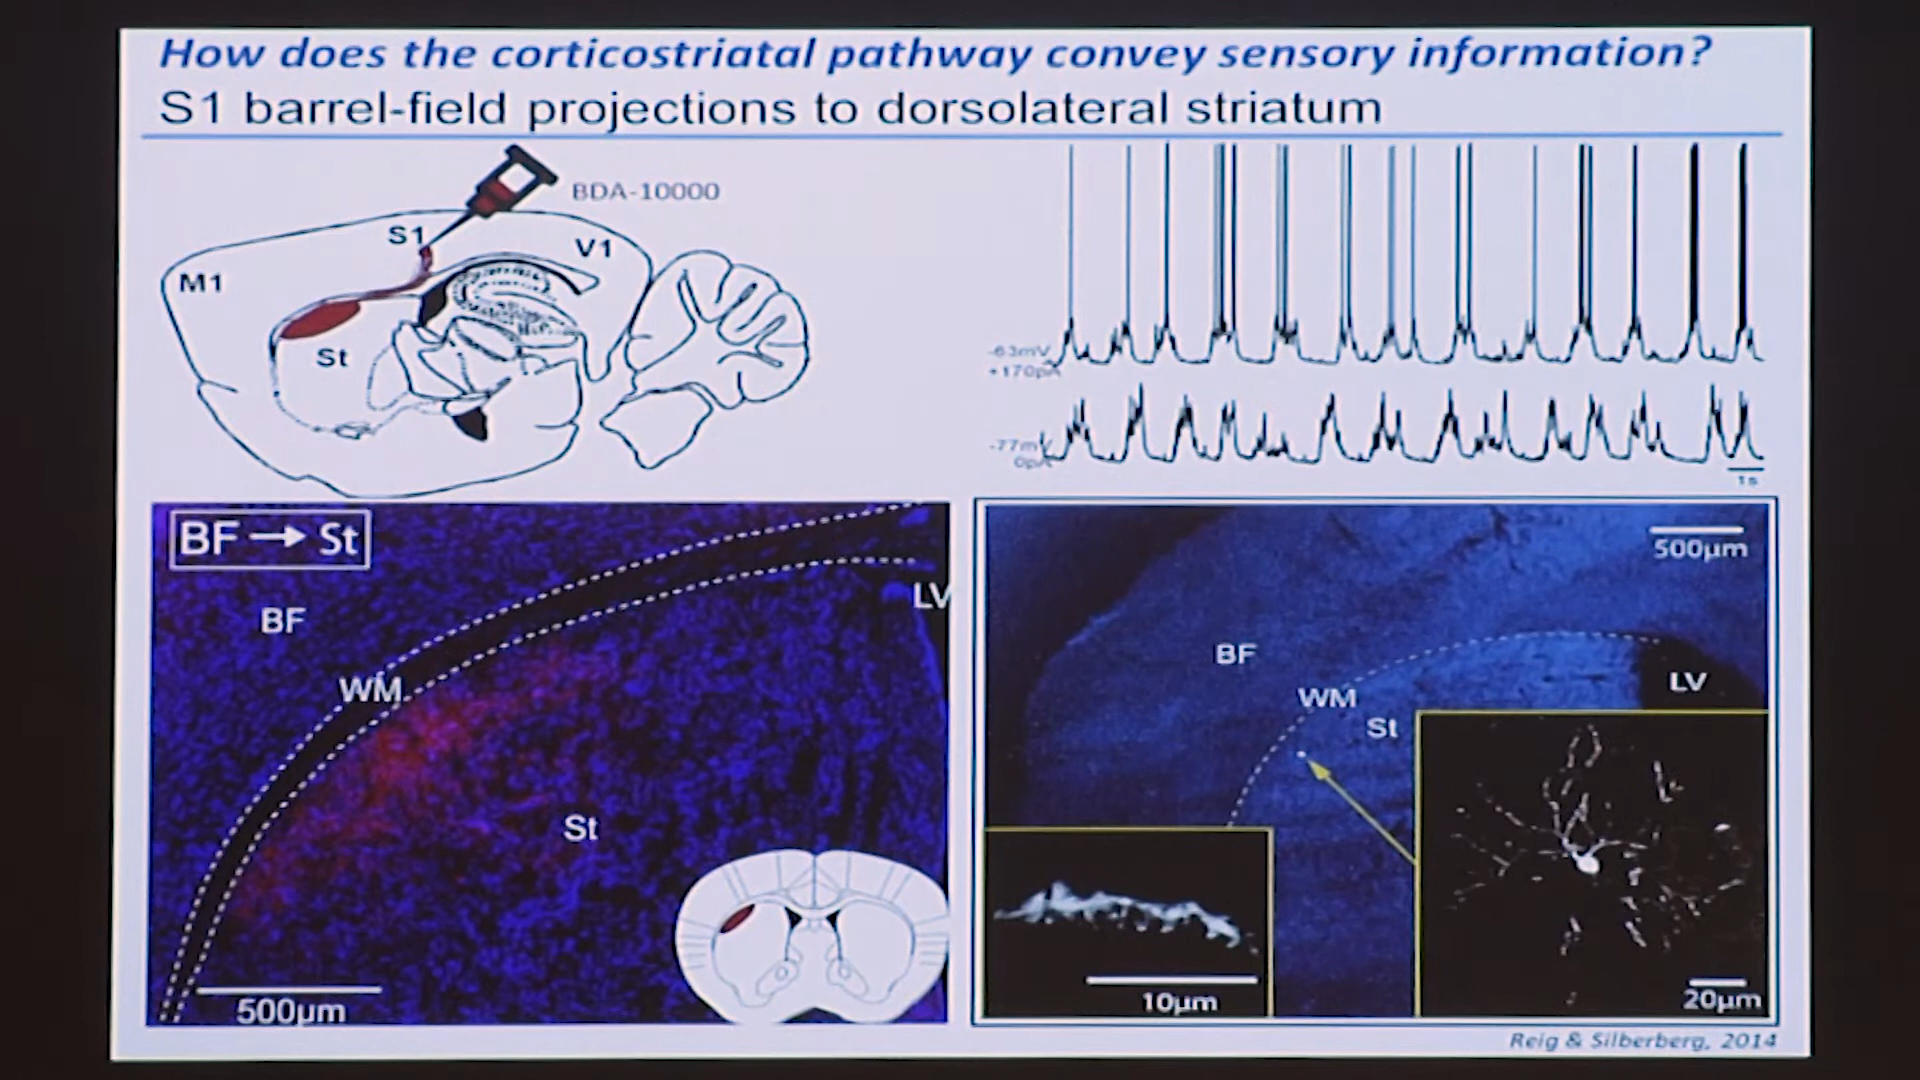 How does the corticostriatal pathway convey sensory information?
S1 barrel-field projections to dorsolateral striatum
BDA-10000
S1
V1
M1
St
-63mV
+170pA
-77mV
0pA
1s
BF → St
BF
LV
WM
St
500µm
500µm
BF
WM
LV
St
10µm
20µm
Reig & Silberberg, 2014